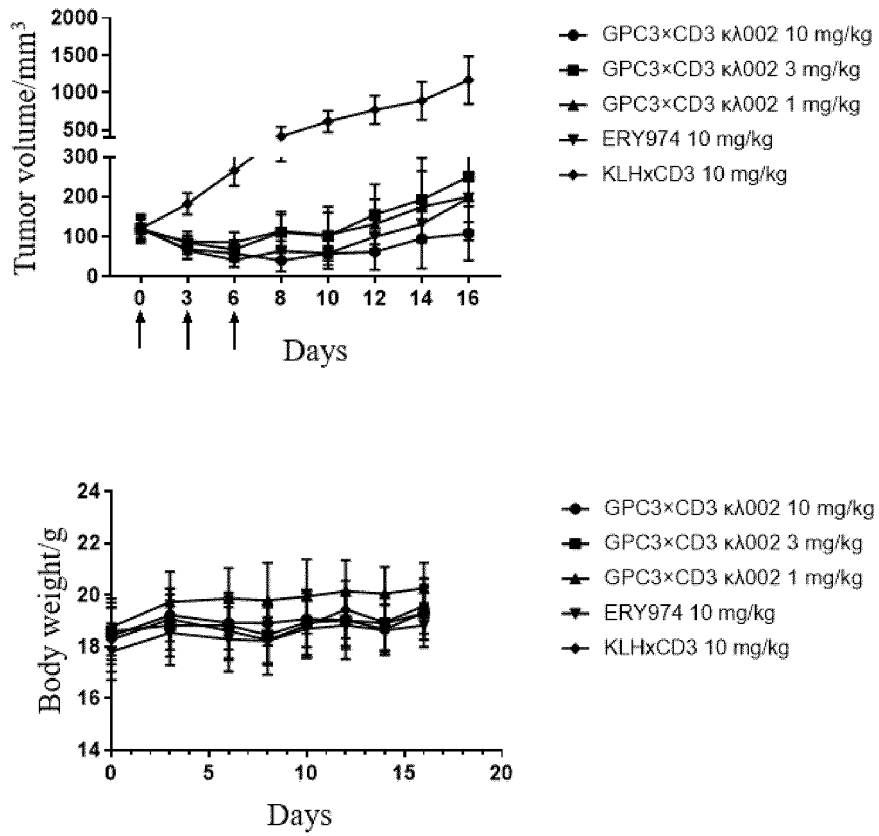 Tumor volume/mm³
2000
1500
1000
500
300
200
100
0
0 3 6 8 10 12 14 16
Days
GPC3×CD3 κλ002 10 mg/kg
GPC3×CD3 κλ002 3 mg/kg
GPC3×CD3 κλ002 1 mg/kg
ERY974 10 mg/kg
KLHxCD3 10 mg/kg
Body weight/g
24
22
20
18
16
14
0 5 10 15 20
Days
GPC3×CD3 κλ002 10 mg/kg
GPC3×CD3 κλ002 3 mg/kg
GPC3×CD3 κλ002 1 mg/kg
ERY974 10 mg/kg
KLHxCD3 10 mg/kg